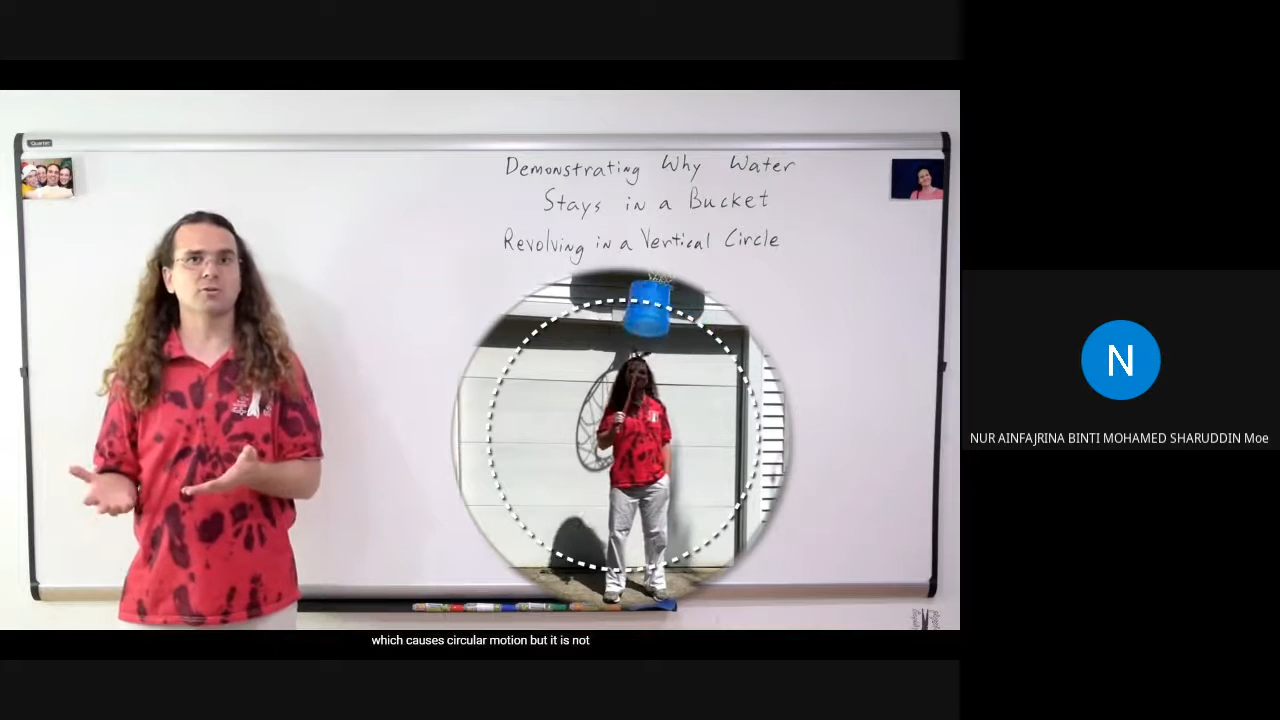 Quarter
Demonstrating Why Water
Stays in a Bucket
Revolving in a Vertical Circle
N
NUR AINFAJRINA BINTI MOHAMED SHARUDDIN Moe
which causes circular motion but it is not